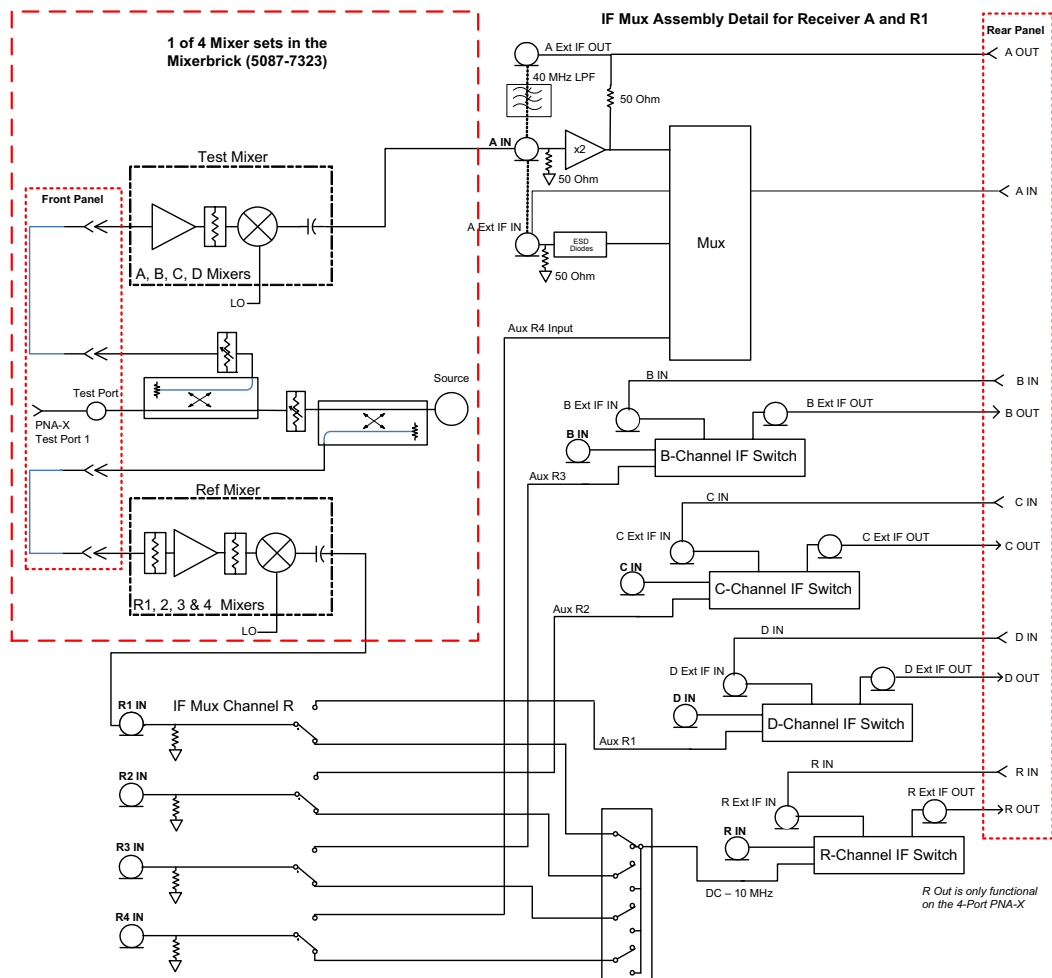 IF Mux Assembly Detail for Receiver A and R1
Rear Panel
1 of 4 Mixer sets in the
Mixerbrick (5087-7323)
A Ext IF OUT
A OUT
40 MHz LPF
50 Ohm
A IN
x2
50 Ohm
Test Mixer
Front Panel
A IN
A Ext IF IN
ESD
Diodes
Mux
50 Ohm
A, B, C, D Mixers
LO
Aux R4 Input
B IN
B IN
Source
Test Port
B Ext IF IN
B Ext IF OUT
B OUT
PNA-X
Test Port 1
B IN
B-Channel IF Switch
Aux R3
Ref Mixer
C IN
C IN
C Ext IF IN
C Ext IF OUT
C OUT
C IN
C-Channel IF Switch
R1, 2, 3 & 4 Mixers
Aux R2
LO
D IN
D IN
D Ext IF IN
D Ext IF OUT
D OUT
R1 IN
IF Mux Channel R
D IN
D-Channel IF Switch
Aux R1
R2 IN
R IN
R IN
R Ext IF IN
R Ext IF OUT
R OUT
R IN
R3 IN
R-Channel IF Switch
DC – 10 MHz
R Out is only functional
on the 4-Port PNA-X
R4 IN